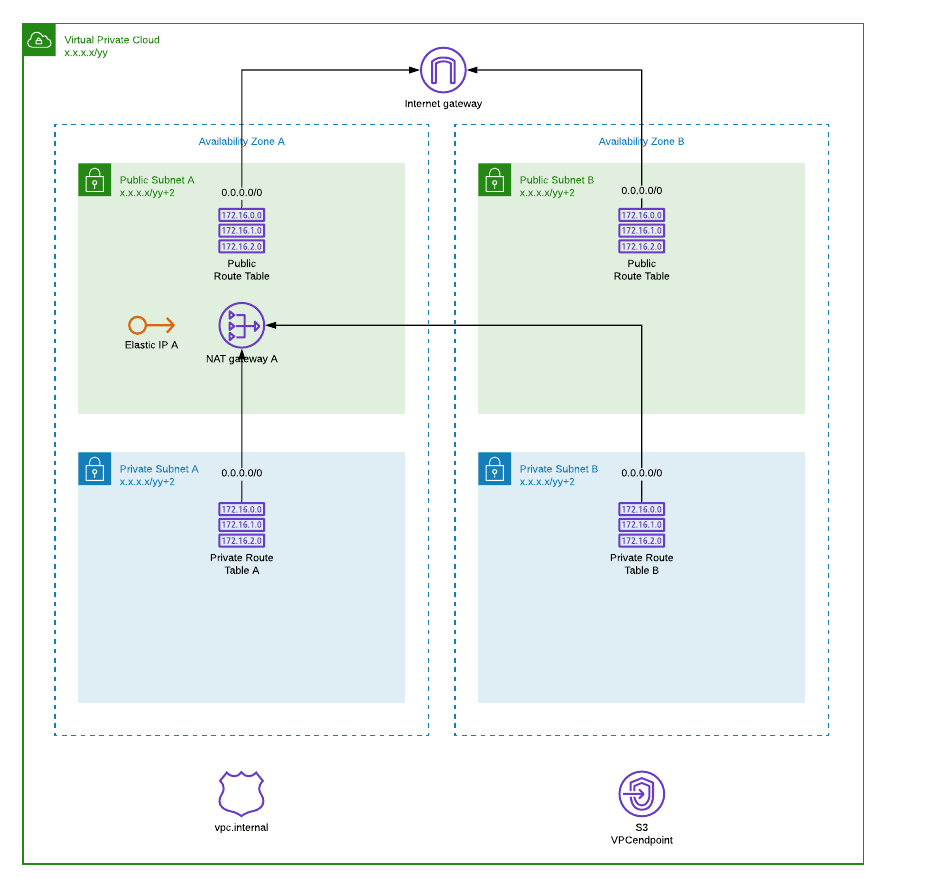 Virtual Private Cloud
x.x.x.x/yy
Internet gateway
Availability Zone A
Availability Zone B
Public Subnet A
x.x.x.x/yy+2
0.0.0.0/0
172.16.0.0
172.16.1.0
172.16.2.0
Public
Route Table
Public Subnet B
x.x.x.x/yy+2
0.0.0.0/0
172.16.0.0
172.16.1.0
172.16.2.0
Public
Route Table
Elastic IP A
NAT gateway A
Private Subnet A
x.x.x.x/yy+2
0.0.0.0/0
172.16.0.0
172.16.1.0
172.16.2.0
Private Route
Table A
Private Subnet B
x.x.x.x/yy+2
0.0.0.0/0
172.16.0.0
172.16.1.0
172.16.2.0
Private Route
Table B
vpc.internal
S3
VPCendpoint